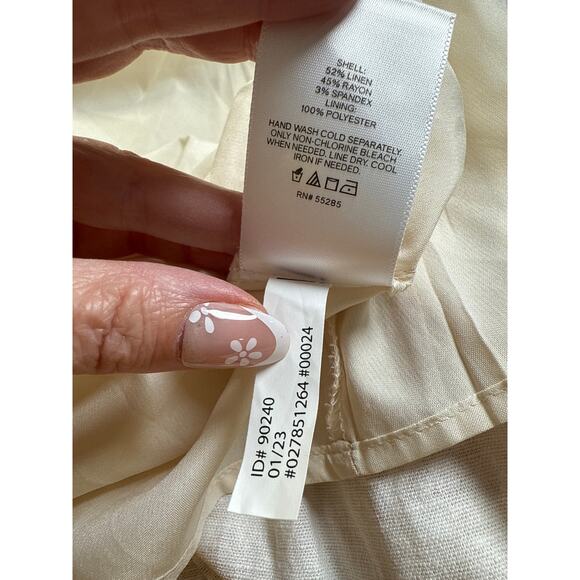 SHELL:
52% LINEN
45% RAYON
3% SPANDEX
LINING:
100% POLYESTER
HAND WASH COLD SEPARATELY.
ONLY NON-CHLORINE BLEACH
WHEN NEEDED. LINE DRY. COOL
IRON IF NEEDED.
RN# 55285
ID# 90240
01/23
#027851264 #00024